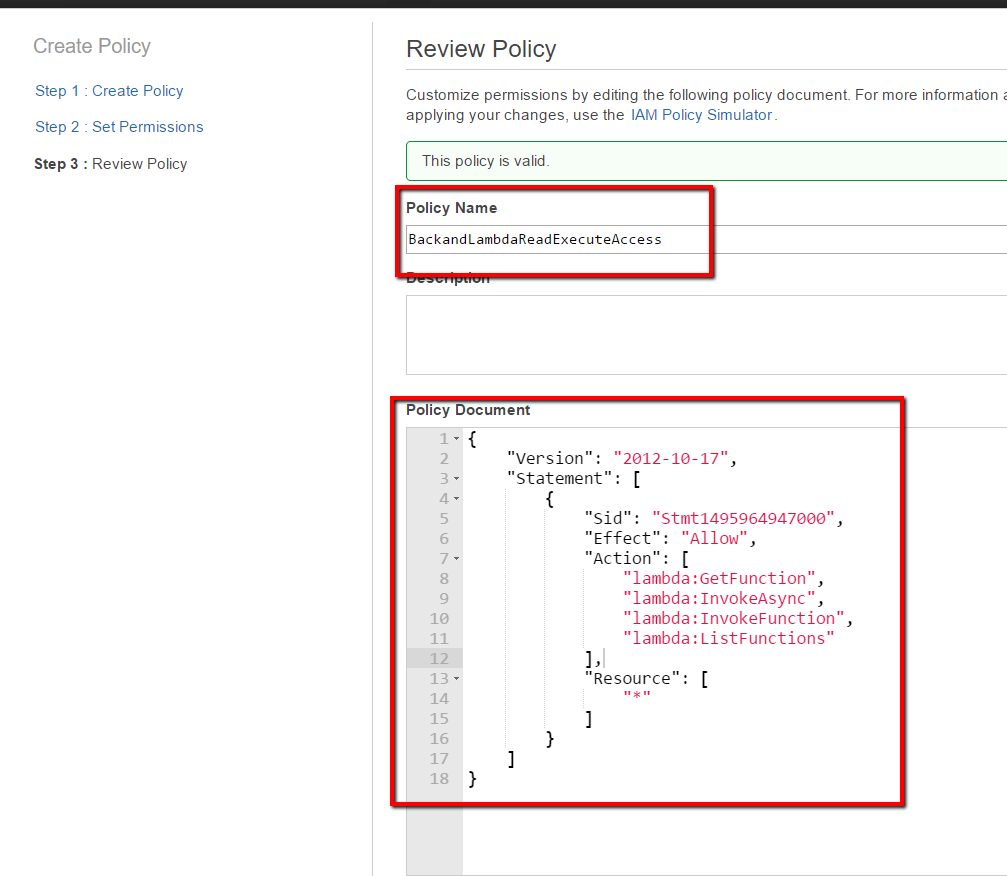 Create Policy
Step 1 : Create Policy
Step 2 : Set Permissions
Step 3 : Review Policy
Review Policy
Customize permissions by editing the following policy document. For more information
applying your changes, use the IAM Policy Simulator.
This policy is valid.
Policy Name
BackandLambdaReadExecuteAccess
Description
Policy Document
1 {
2 "Version": "2012-10-17",
3 "Statement": [
4 {
5 "Sid": "Stmt1495964947000",
6 "Effect": "Allow",
7 "Action": [
8 "lambda:GetFunction",
9 "lambda:InvokeAsync",
10 "lambda:InvokeFunction",
11 "lambda:ListFunctions"
12 ],
13 "Resource": [
14 "*"
15 ]
16 }
17 ]
18 }